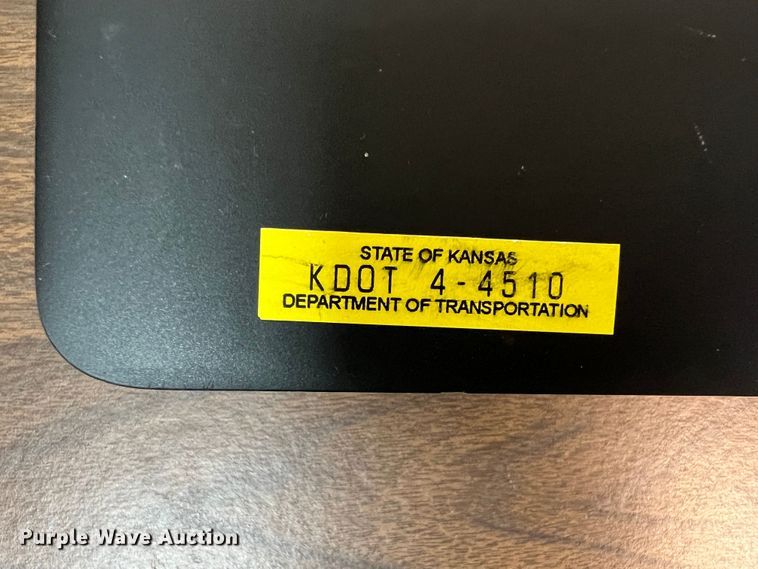 STATE OF KANSAS
KDOT 4-4510
DEPARTMENT OF TRANSPORTATION
Purple Wave Auction